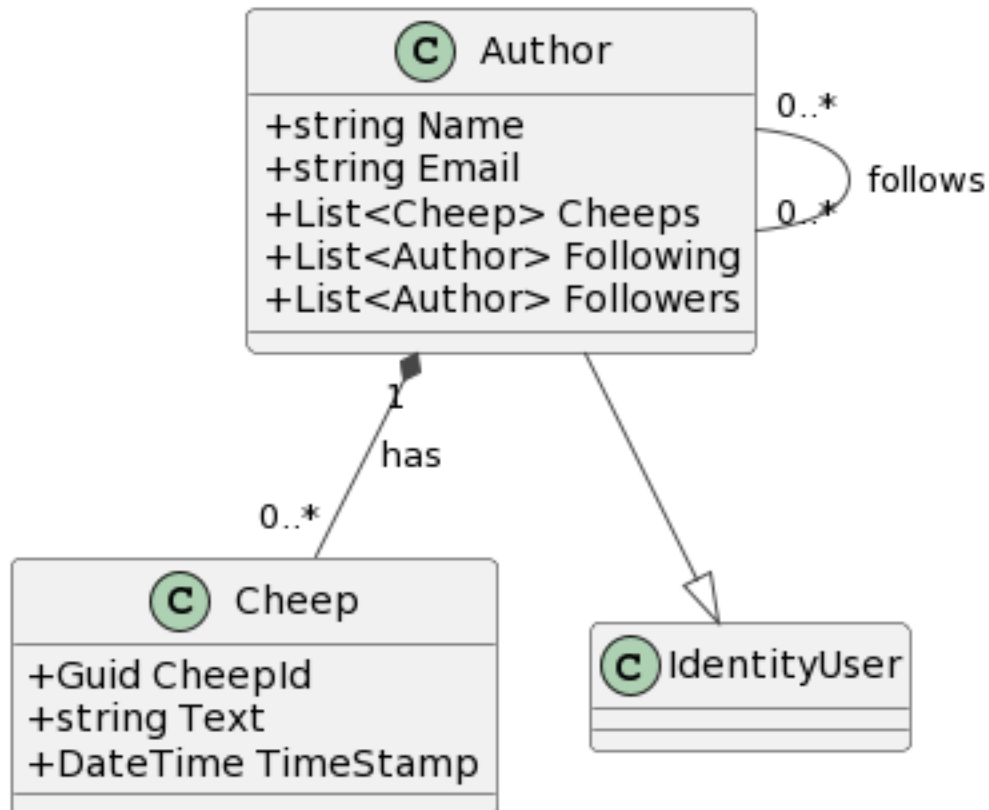 C Author
+string Name
+string Email
+List<Cheep> Cheeps
+List<Author> Following
+List<Author> Followers
0..*
follows
0..*
1
has
0..*
C Cheep
+Guid CheepId
+string Text
+DateTime TimeStamp
C IdentityUser